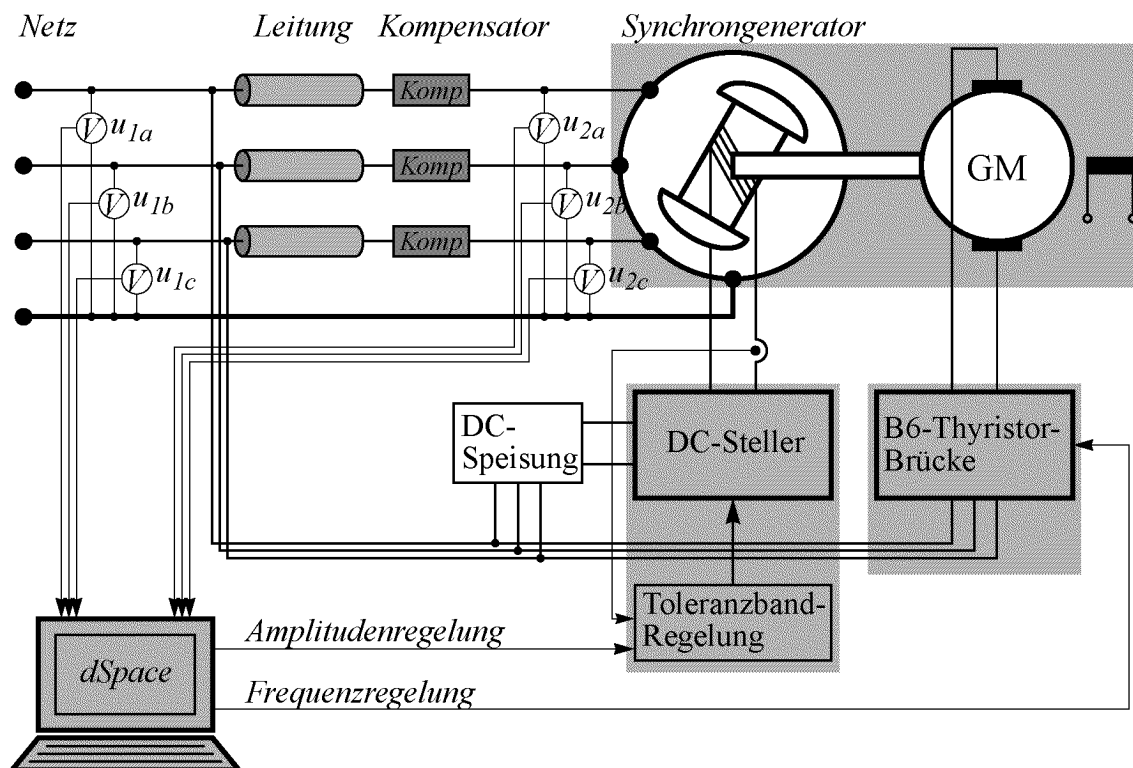 Netz
Leitung
Kompensator
Synchrongenerator
Komp
V
u1a
V
u2a
V
u1b
V
u2b
GM
Komp
V
u1c
V
u2c
DC-
Speisung
DC-Steller
B6-Thyristor-
Brücke
Toleranzband-
Regelung
Amplitudenregelung
dSpace
Frequenzregelung